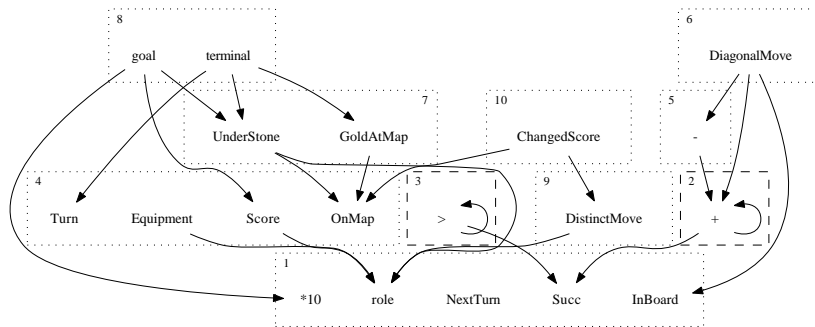 8
6
goal terminal DiagonalMove
7 10 5
UnderStone GoldAtMap ChangedScore -
4 3 9 2
Turn Equipment Score OnMap > DistinctMove +
1
*10 role NextTurn Succ InBoard